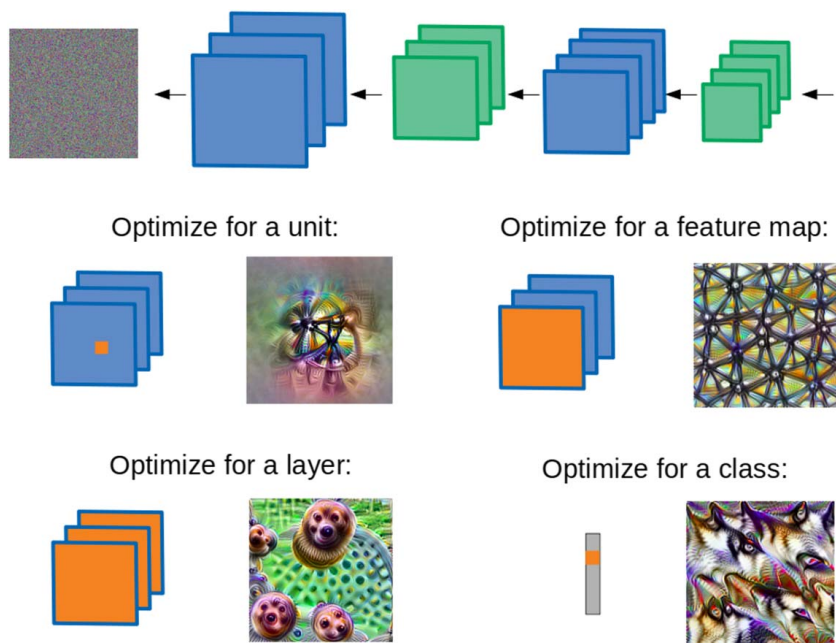 Optimize for a unit:
Optimize for a feature map:
Optimize for a layer:
Optimize for a class: